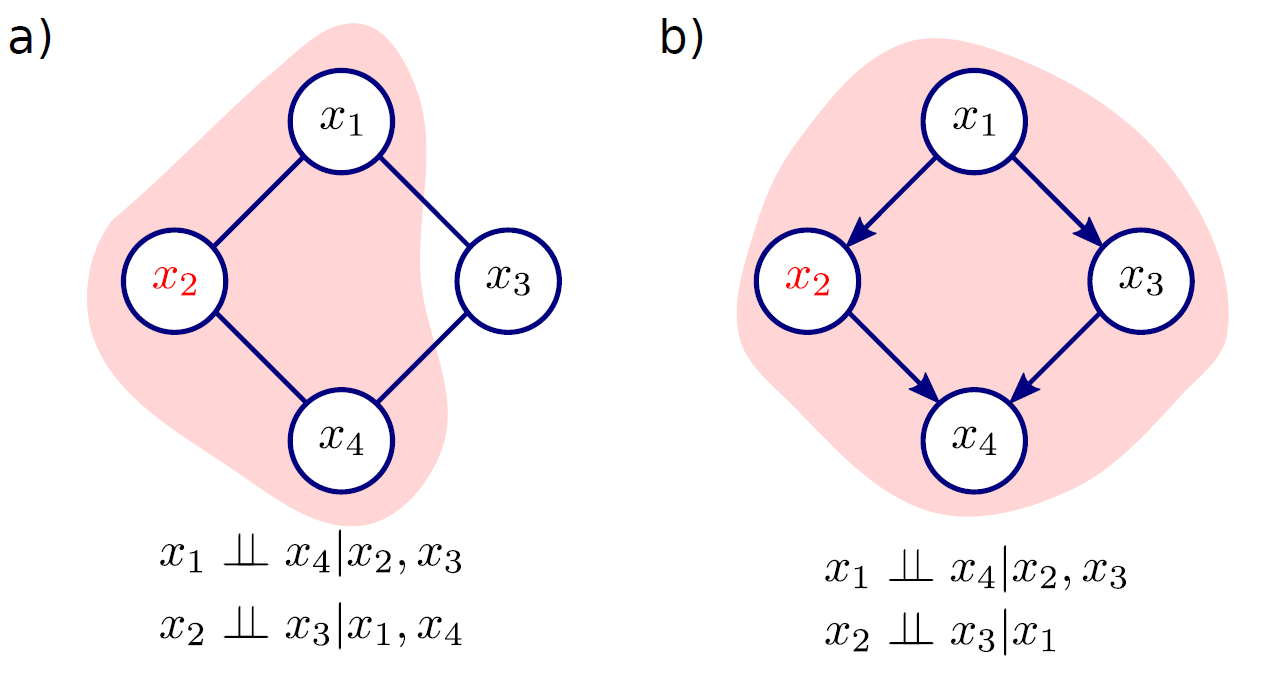 a)
x₁
x₂
x₃
x₄
x₁ ⫫ x₄|x₂, x₃
x₂ ⫫ x₃|x₁, x₄
b)
x₁
x₂
x₃
x₄
x₁ ⫫ x₄|x₂, x₃
x₂ ⫫ x₃|x₁